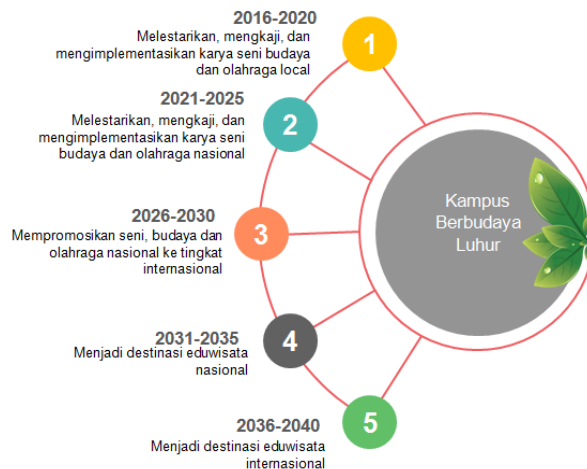 2016-2020
Melestarikan, mengkaji, dan
mengimplementasikan karya seni budaya
dan olahraga local
1
2021-2025
Melestarikan, mengkaji, dan
mengimplementasikan karya seni
budaya dan olahraga nasional
2
2026-2030
Mempromosikan seni, budaya dan
olahraga nasional ke tingkat
internasional
3
2031-2035
Menjadi destinasi eduwisata
nasional
4
2036-2040
Menjadi destinasi eduwisata
internasional
5
Kampus
Berbudaya
Luhur